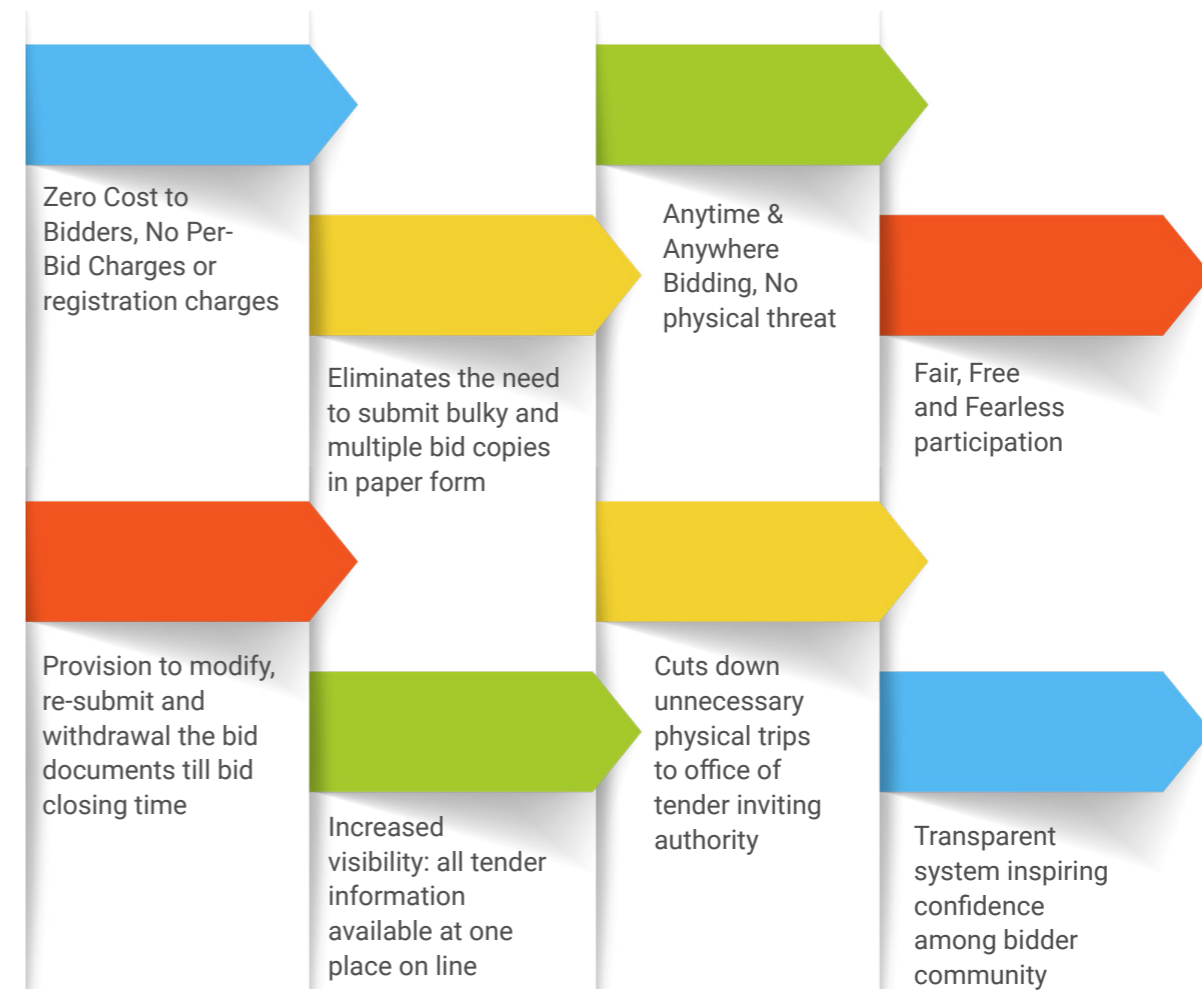 Zero Cost to
Bidders, No Per-
Bid Charges or
registration charges
Eliminates the need
to submit bulky and
multiple bid copies
in paper form
Anytime &
Anywhere
Bidding, No
physical threat
Fair, Free
and Fearless
participation
Provision to modify,
re-submit and
withdrawal the bid
documents till bid
closing time
Increased
visibility: all tender
information
available at one
place on line
Cuts down
unnecessary
physical trips
to office of
tender inviting
authority
Transparent
system inspiring
confidence
among bidder
community